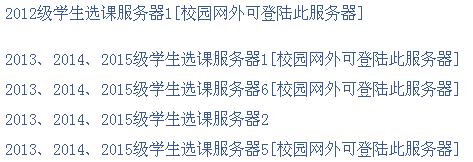 2012级学生选课服务器1[校园网外可登陆此服务器]
2013、2014、2015级学生选课服务器1[校园网外可登陆此服务器]
2013、2014、2015级学生选课服务器6[校园网外可登陆此服务器]
2013、2014、2015级学生选课服务器2
2013、2014、2015级学生选课服务器5[校园网外可登陆此服务器]